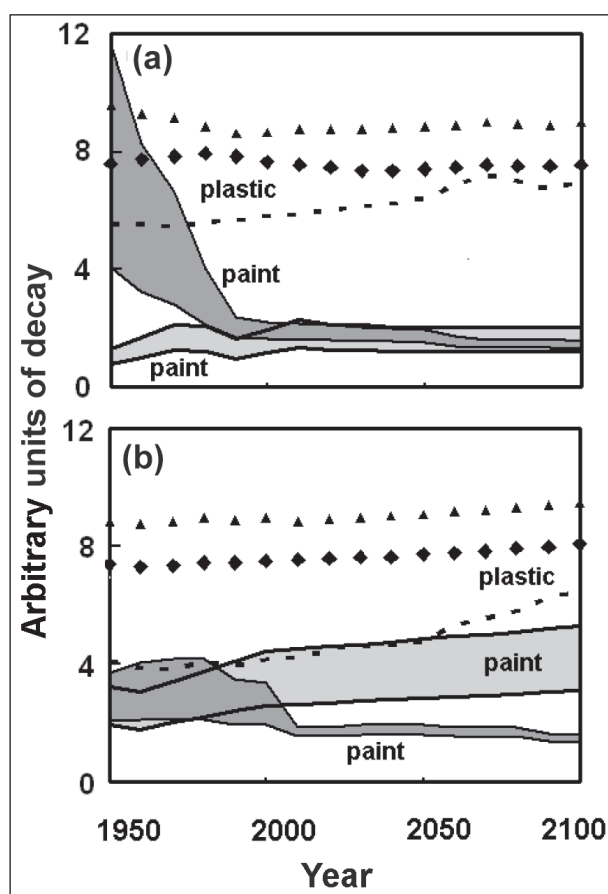 12
(a)
8
plastic
4
paint
paint
0
Arbitrary units of decay
12
(b)
8
plastic
4
paint
paint
0
1950 2000 2050 2100
Year